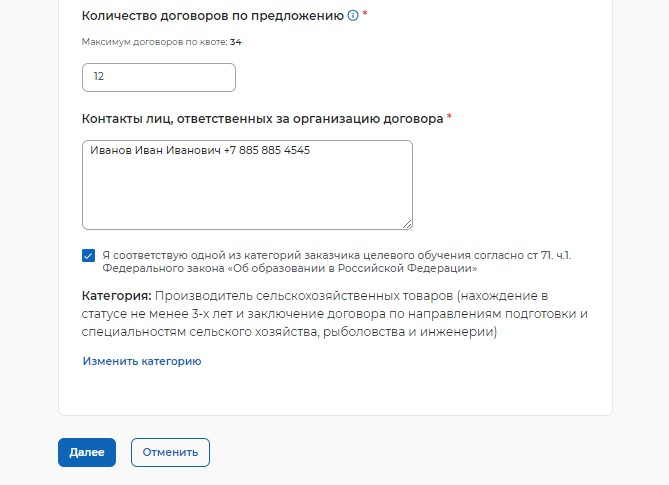 Количество договоров по предложению *
Максимум договоров по квоте: 34
12
Контакты лиц, ответственных за организацию договора *
Иванов Иван Иванович +7 885 885 4545
Я соответствую одной из категорий заказчика целевого обучения согласно ст 71. ч.1.
Федерального закона «Об образовании в Российской Федерации»
Категория: Производитель сельскохозяйственных товаров (нахождение в
статусе не менее 3-х лет и заключение договора по направлениям подготовки и
специальностям сельского хозяйства, рыболовства и инженерии)
Изменить категорию
Далее
Отменить